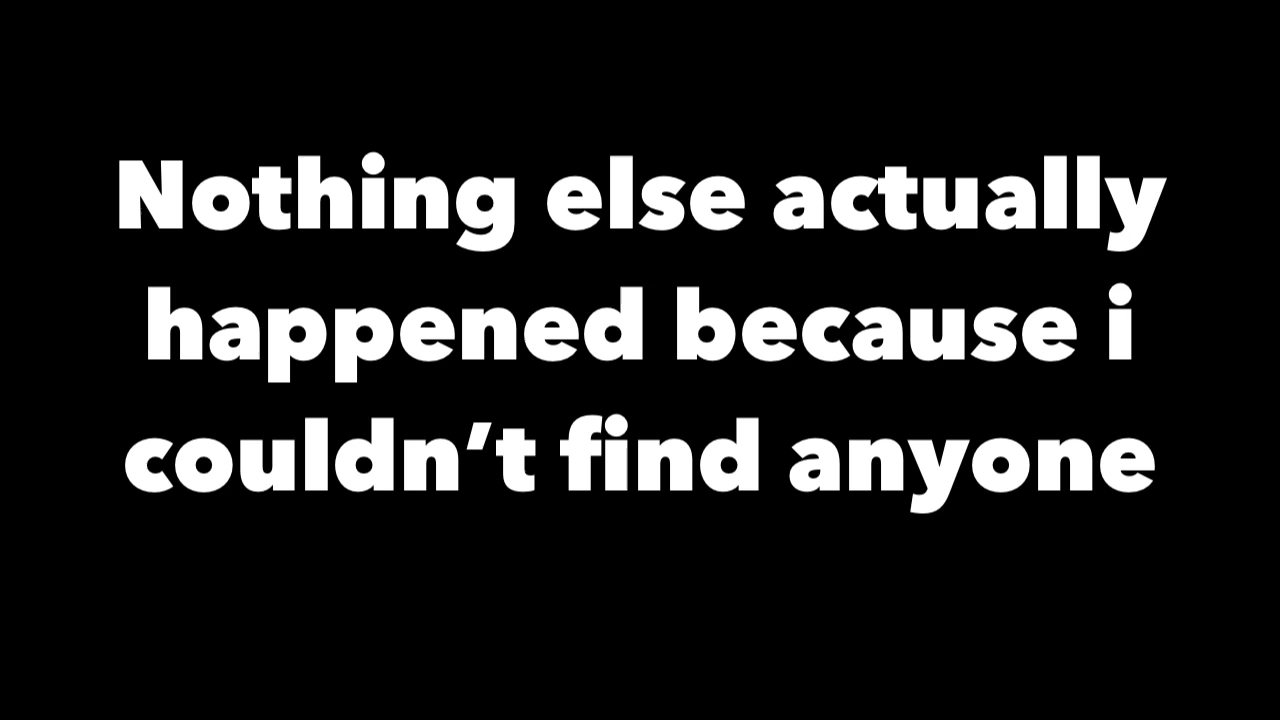 Nothing else actually
happened because i
couldn’t find anyone